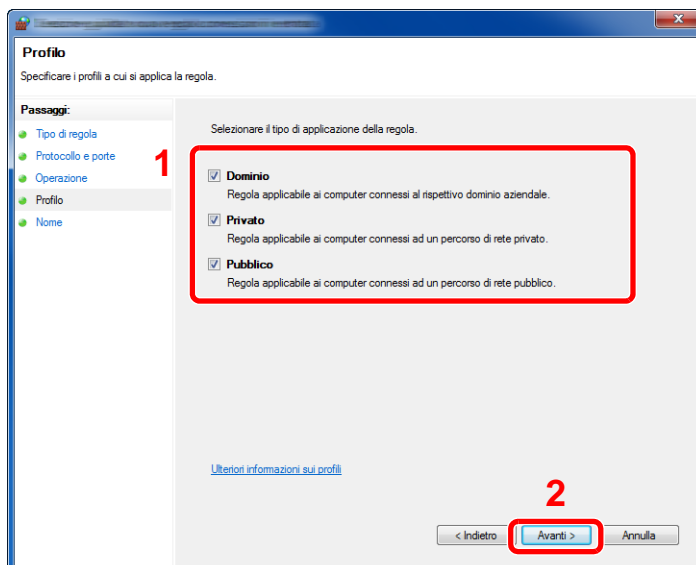 Profilo
Specificare i profili a cui si applica la regola.
Passaggi:
Tipo di regola
Protocollo e porte
Operazione
Profilo
Nome
Selezionare il tipo di applicazione della regola.
1
Dominio
Regola applicabile ai computer connessi al rispettivo dominio aziendale.
Privato
Regola applicabile ai computer connessi ad un percorso di rete privato.
Pubblico
Regola applicabile ai computer connessi ad un percorso di rete pubblico.
Ulteriori informazioni sui profili
2
< Indietro
Avanti >
Annulla